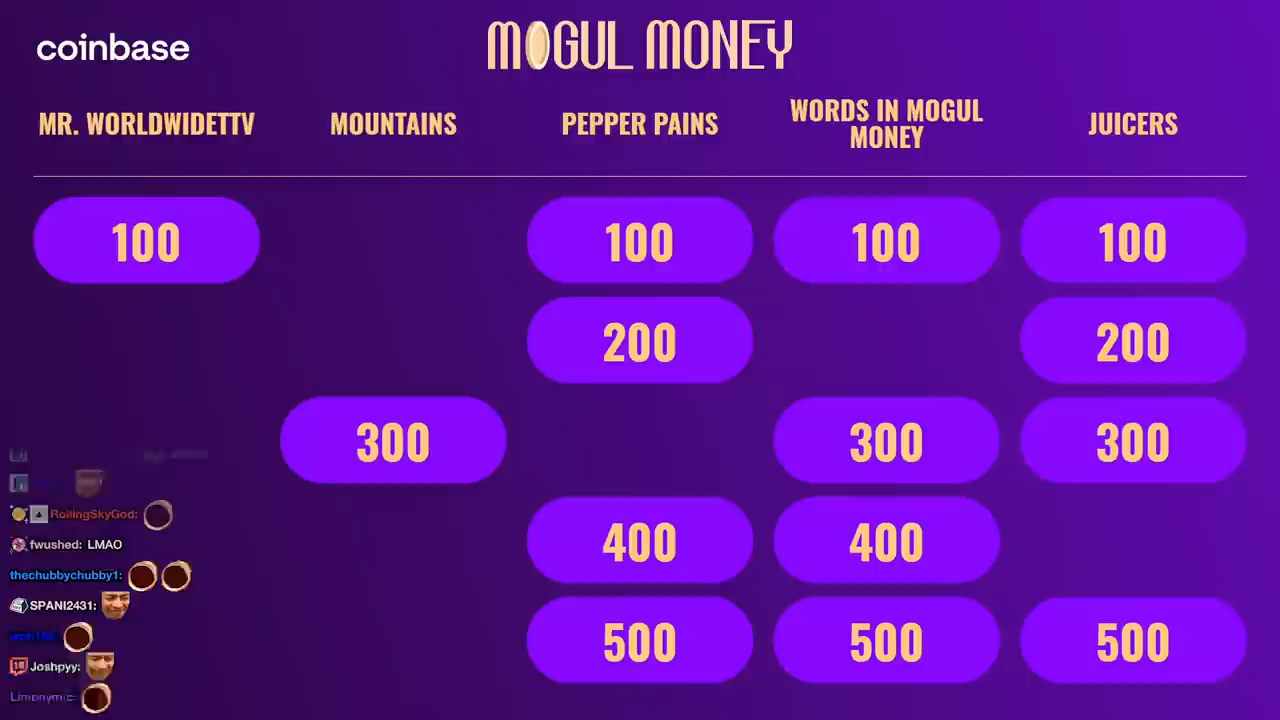 coinbase
MOGUL MONEY
MR. WORLDWIDETTV
MOUNTAINS
PEPPER PAINS
WORDS IN MOGUL
MONEY
JUICERS
100
100
100
100
200
200
300
300
300
400
400
500
500
500
RollingSkyGod:
fwushed: LMAO
thechubbychubby1:
SPANI2431:
Joshpyy:
Limonymic: